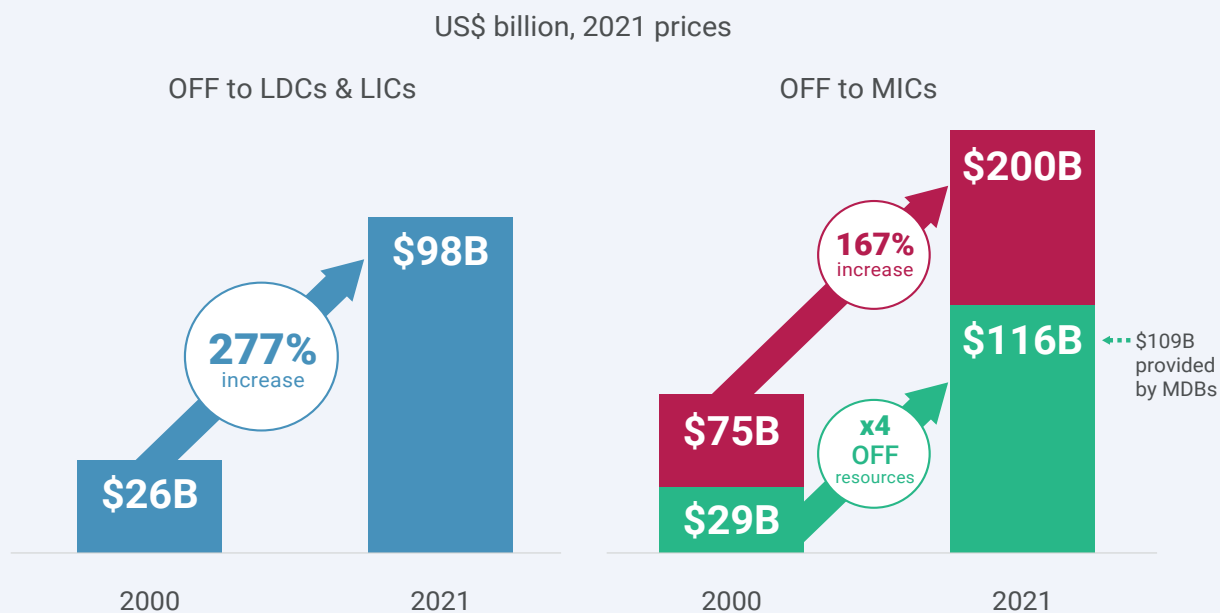 US$ billion, 2021 prices
OFF to LDCs & LICs
$98B
277%
increase
$26B
2000
2021
OFF to MICs
$200B
167%
increase
$116B
$109B
provided
by MDBs
$75B
x4
OFF
resources
$29B
2000
2021